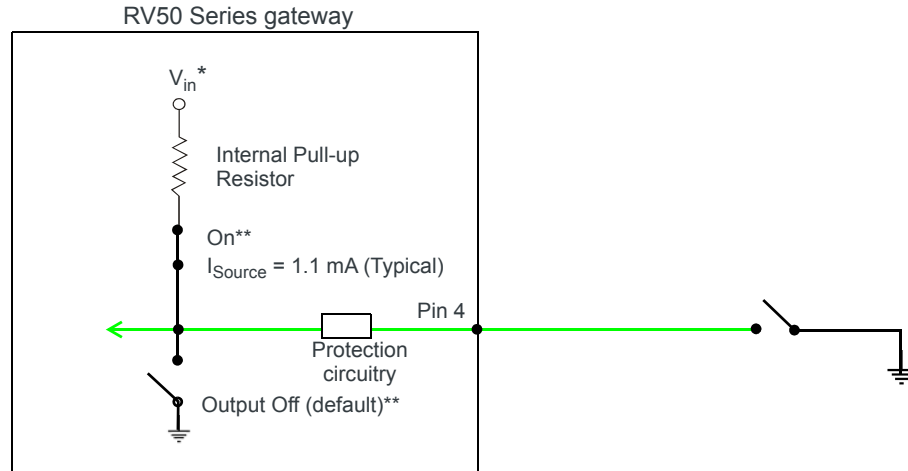 RV50 Series gateway
Vin*
Internal Pull-up
Resistor
On**
ISource = 1.1 mA (Typical)
Pin 4
Protection
circuitry
Output Off (default)**